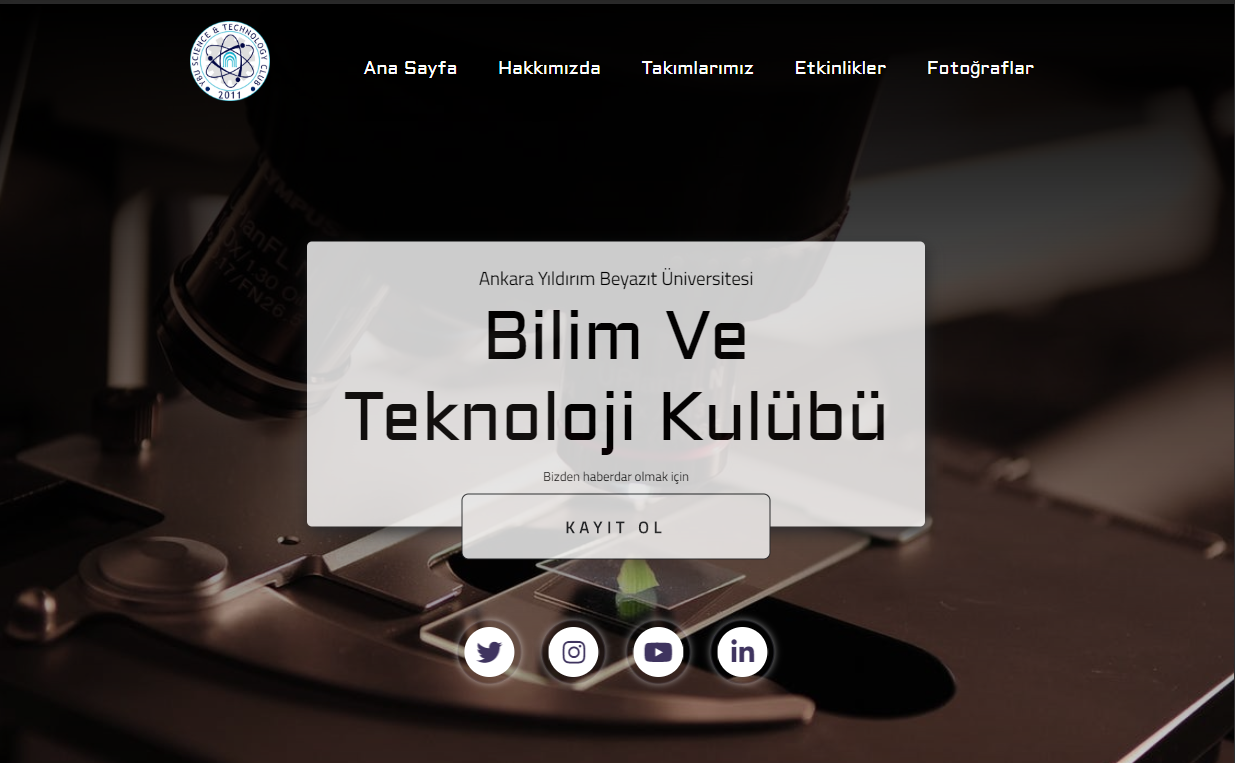 YBU SCIENCE & TECHNOLOGY CLUB
2011
Ana Sayfa Hakkımızda Takımlarımız Etkinlikler Fotoğraflar
Ankara Yıldırım Beyazıt Üniversitesi
Bilim Ve
Teknoloji Kulübü
Bizden haberdar olmak için
KAYIT OL
in